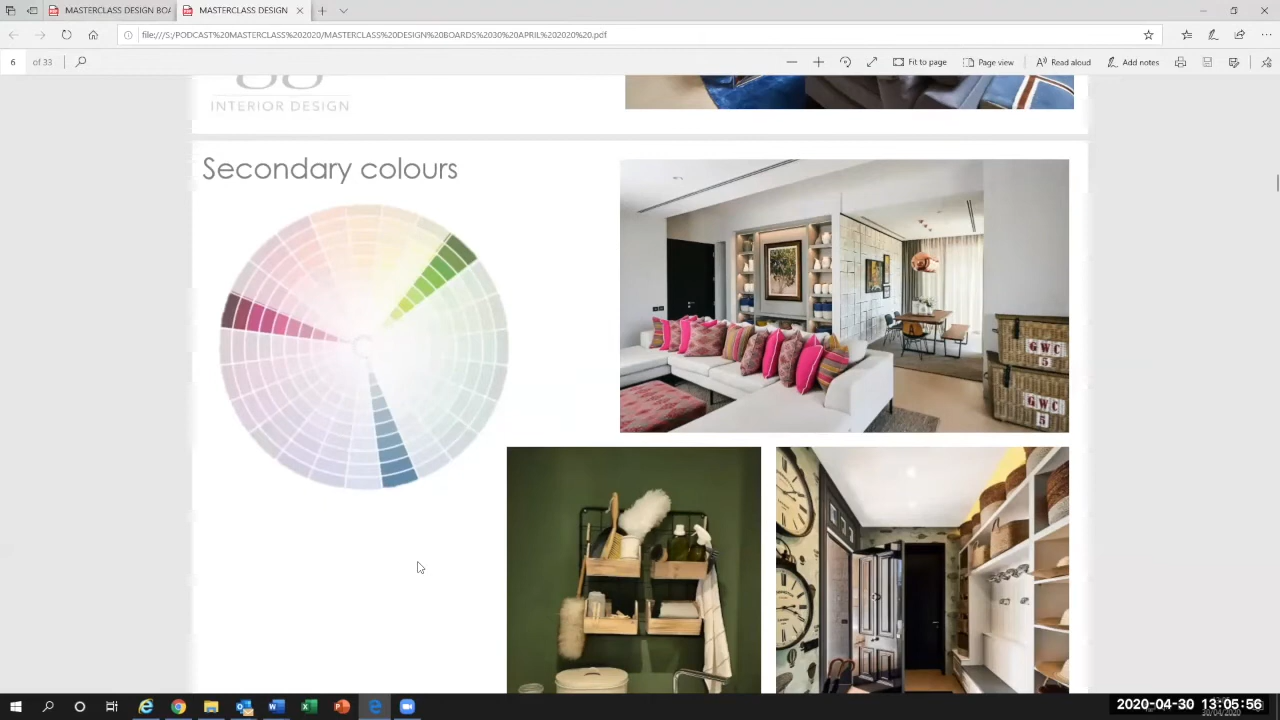 MASTERCLASS DESIGN BOA
MASTERCLASS DESIGN
file:///S:/PODCAST%20MASTERCLASS%202020/MASTERCLASS%20DESIGN%20BOARDS%2030%20APRIL%202020%20.pdf
6 of 33
Fit to page
Page view
Read aloud
Add notes
INTERIOR DESIGN
Secondary colours
GWC
5
GWC
5
2020-04-30 13:05:56